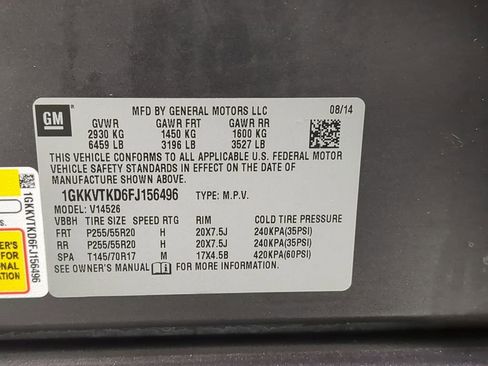 GM
MFD BY GENERAL MOTORS LLC 08/14
GVWR GAWR FRT GAWR RR
2930 KG 1450 KG 1600 KG
6459 LB 3196 LB 3527 LB
THIS VEHICLE CONFORMS TO ALL APPLICABLE U.S. FEDERAL MOTOR
VEHICLE SAFETY STANDARDS IN EFFECT ON THE DATE OF
MANUFACTURE SHOWN ABOVE.
1GKKVTKD6FJ156496 TYPE: M.P.V.
MODEL: V14526
VBBH TIRE SIZE SPEED RTG RIM COLD TIRE PRESSURE
FRT P255/55R20 H 20X7.5J 240KPA(35PSI)
RR P255/55R20 H 20X7.5J 240KPA(35PSI)
SPA T145/70R17 M 17X4.5B 420KPA(60PSI)
SEE OWNER'S MANUAL FOR MORE INFORMATION.
1GKKVTKD6FJ156496
NER'S
FOR
ONAL
ATION